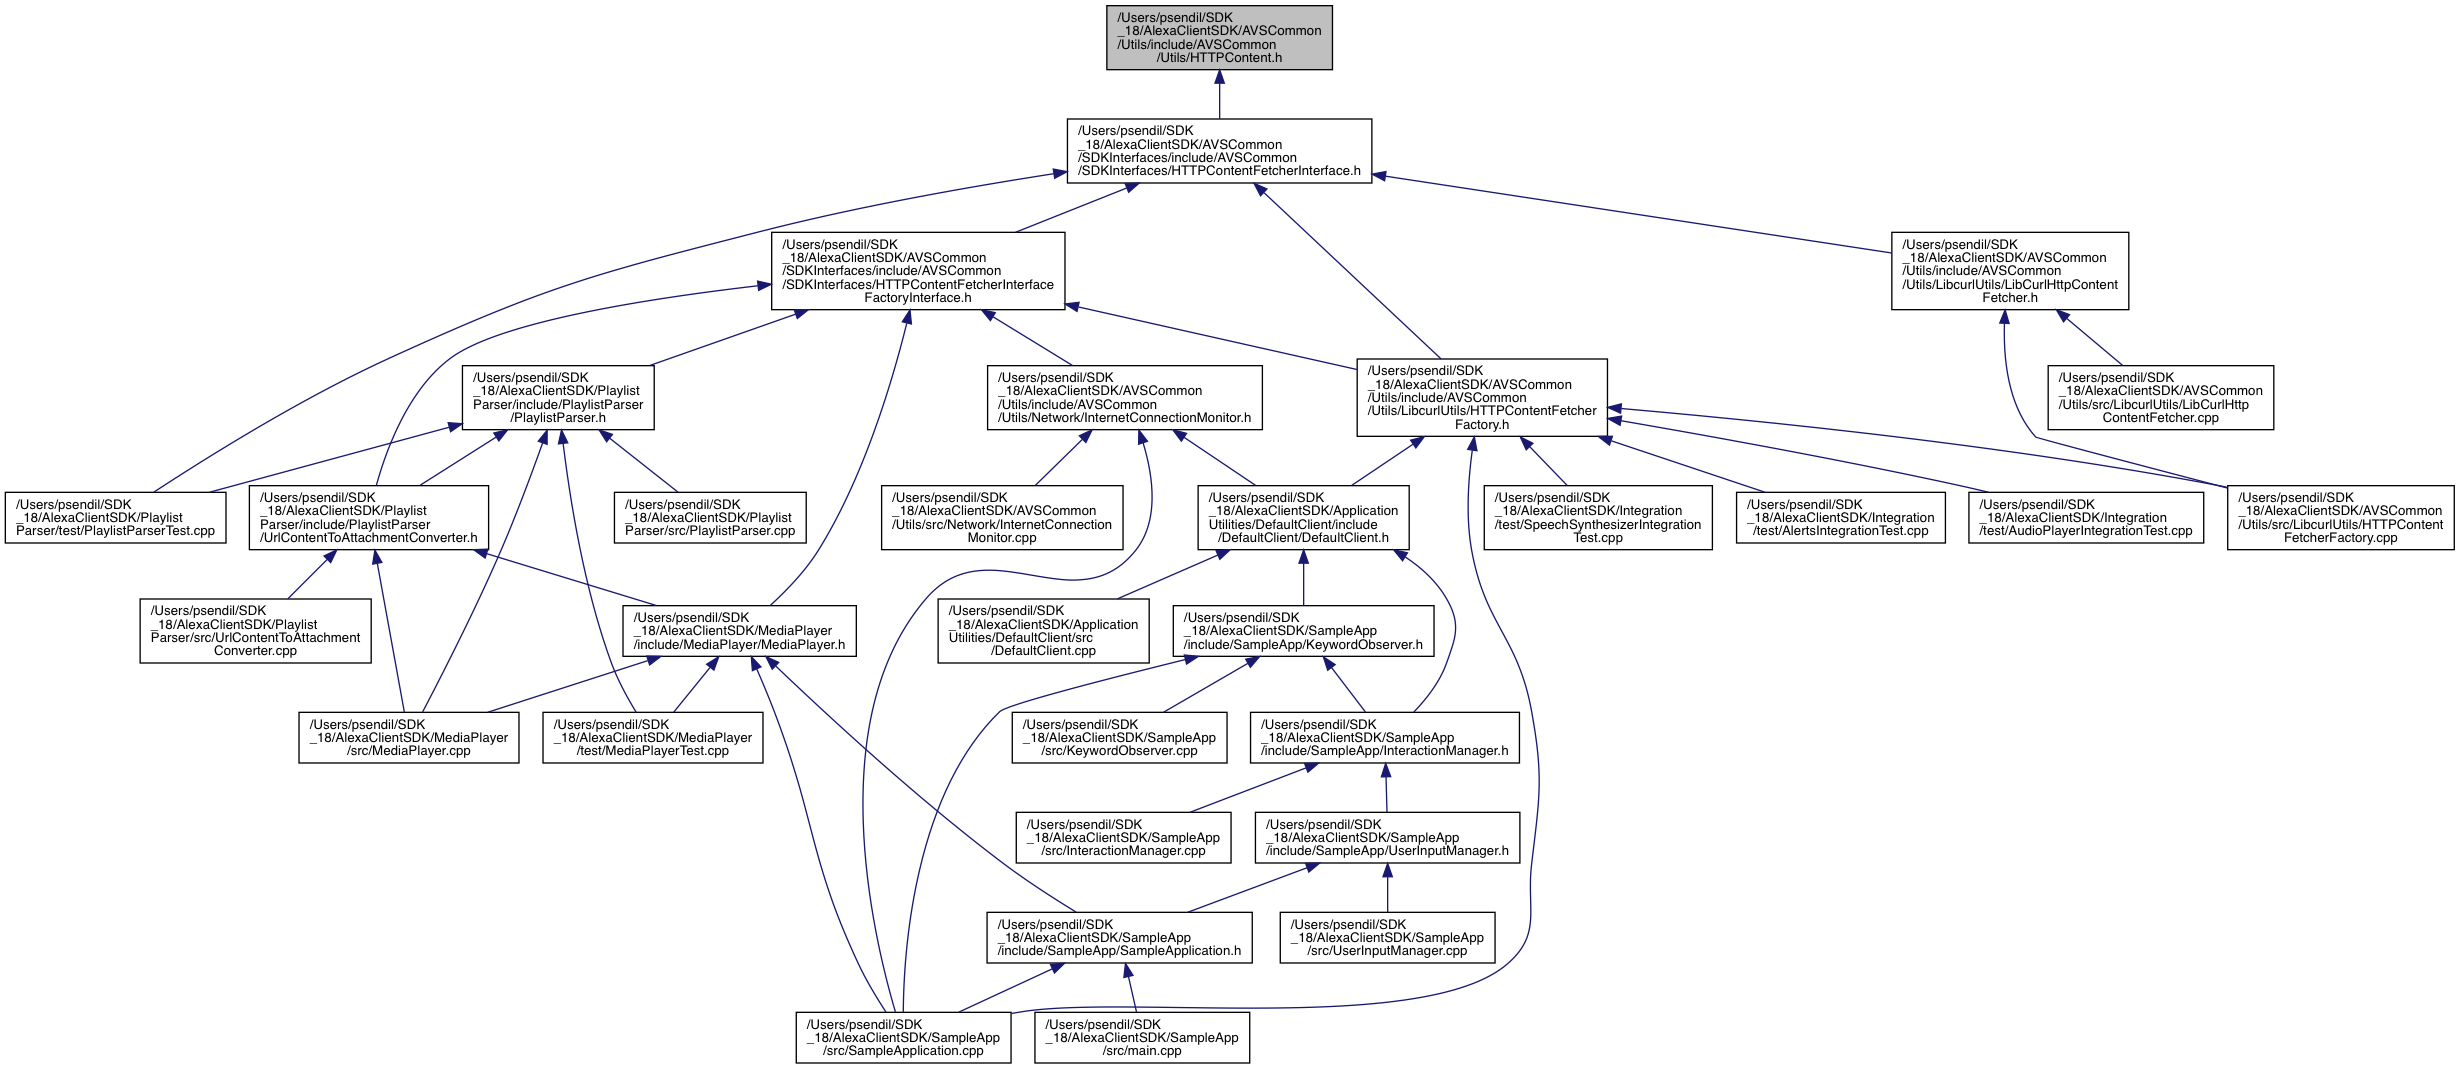 /Users/psendil/SDK
_18/AlexaClientSDK/AVSCommon
/Utils/include/AVSCommon
/Utils/HTTPContent.h
/Users/psendil/SDK
_18/AlexaClientSDK/AVSCommon
/SDKInterfaces/include/AVSCommon
/SDKInterfaces/HTTPContentFetcherInterface.h
/Users/psendil/SDK
_18/AlexaClientSDK/AVSCommon
/SDKInterfaces/include/AVSCommon
/SDKInterfaces/HTTPContentFetcherInterface
FactoryInterface.h
/Users/psendil/SDK
_18/AlexaClientSDK/AVSCommon
/Utils/include/AVSCommon
/Utils/LibcurlUtils/LibCurlHttpContent
Fetcher.h
/Users/psendil/SDK
_18/AlexaClientSDK/Playlist
Parser/include/PlaylistParser
/PlaylistParser.h
/Users/psendil/SDK
_18/AlexaClientSDK/AVSCommon
/Utils/include/AVSCommon
/Utils/Network/InternetConnectionMonitor.h
/Users/psendil/SDK
_18/AlexaClientSDK/AVSCommon
/Utils/include/AVSCommon
/Utils/LibcurlUtils/HTTPContentFetcher
Factory.h
/Users/psendil/SDK
_18/AlexaClientSDK/AVSCommon
/Utils/src/LibcurlUtils/LibCurlHttp
ContentFetcher.cpp
/Users/psendil/SDK
_18/AlexaClientSDK/Playlist
Parser/test/PlaylistParserTest.cpp
/Users/psendil/SDK
_18/AlexaClientSDK/Playlist
Parser/include/PlaylistParser
/UrlContentToAttachmentConverter.h
/Users/psendil/SDK
_18/AlexaClientSDK/Playlist
Parser/src/PlaylistParser.cpp
/Users/psendil/SDK
_18/AlexaClientSDK/AVSCommon
/Utils/src/Network/InternetConnection
Monitor.cpp
/Users/psendil/SDK
_18/AlexaClientSDK/Application
Utilities/DefaultClient/include
/DefaultClient/DefaultClient.h
/Users/psendil/SDK
_18/AlexaClientSDK/Integration
/test/SpeechSynthesizerIntegration
Test.cpp
/Users/psendil/SDK
_18/AlexaClientSDK/Integration
/test/AlertsIntegrationTest.cpp
/Users/psendil/SDK
_18/AlexaClientSDK/Integration
/test/AudioPlayerIntegrationTest.cpp
/Users/psendil/SDK
_18/AlexaClientSDK/AVSCommon
/Utils/src/LibcurlUtils/HTTPContent
FetcherFactory.cpp
/Users/psendil/SDK
_18/AlexaClientSDK/Playlist
Parser/src/UrlContentToAttachment
Converter.cpp
/Users/psendil/SDK
_18/AlexaClientSDK/MediaPlayer
/include/MediaPlayer/MediaPlayer.h
/Users/psendil/SDK
_18/AlexaClientSDK/Application
Utilities/DefaultClient/src
/DefaultClient.cpp
/Users/psendil/SDK
_18/AlexaClientSDK/SampleApp
/include/SampleApp/KeywordObserver.h
/Users/psendil/SDK
_18/AlexaClientSDK/MediaPlayer
/src/MediaPlayer.cpp
/Users/psendil/SDK
_18/AlexaClientSDK/MediaPlayer
/test/MediaPlayerTest.cpp
/Users/psendil/SDK
_18/AlexaClientSDK/SampleApp
/src/KeywordObserver.cpp
/Users/psendil/SDK
_18/AlexaClientSDK/SampleApp
/include/SampleApp/InteractionManager.h
/Users/psendil/SDK
_18/AlexaClientSDK/SampleApp
/src/InteractionManager.cpp
/Users/psendil/SDK
_18/AlexaClientSDK/SampleApp
/include/SampleApp/UserInputManager.h
/Users/psendil/SDK
_18/AlexaClientSDK/SampleApp
/include/SampleApp/SampleApplication.h
/Users/psendil/SDK
_18/AlexaClientSDK/SampleApp
/src/UserInputManager.cpp
/Users/psendil/SDK
_18/AlexaClientSDK/SampleApp
/src/SampleApplication.cpp
/Users/psendil/SDK
_18/AlexaClientSDK/SampleApp
/src/main.cpp